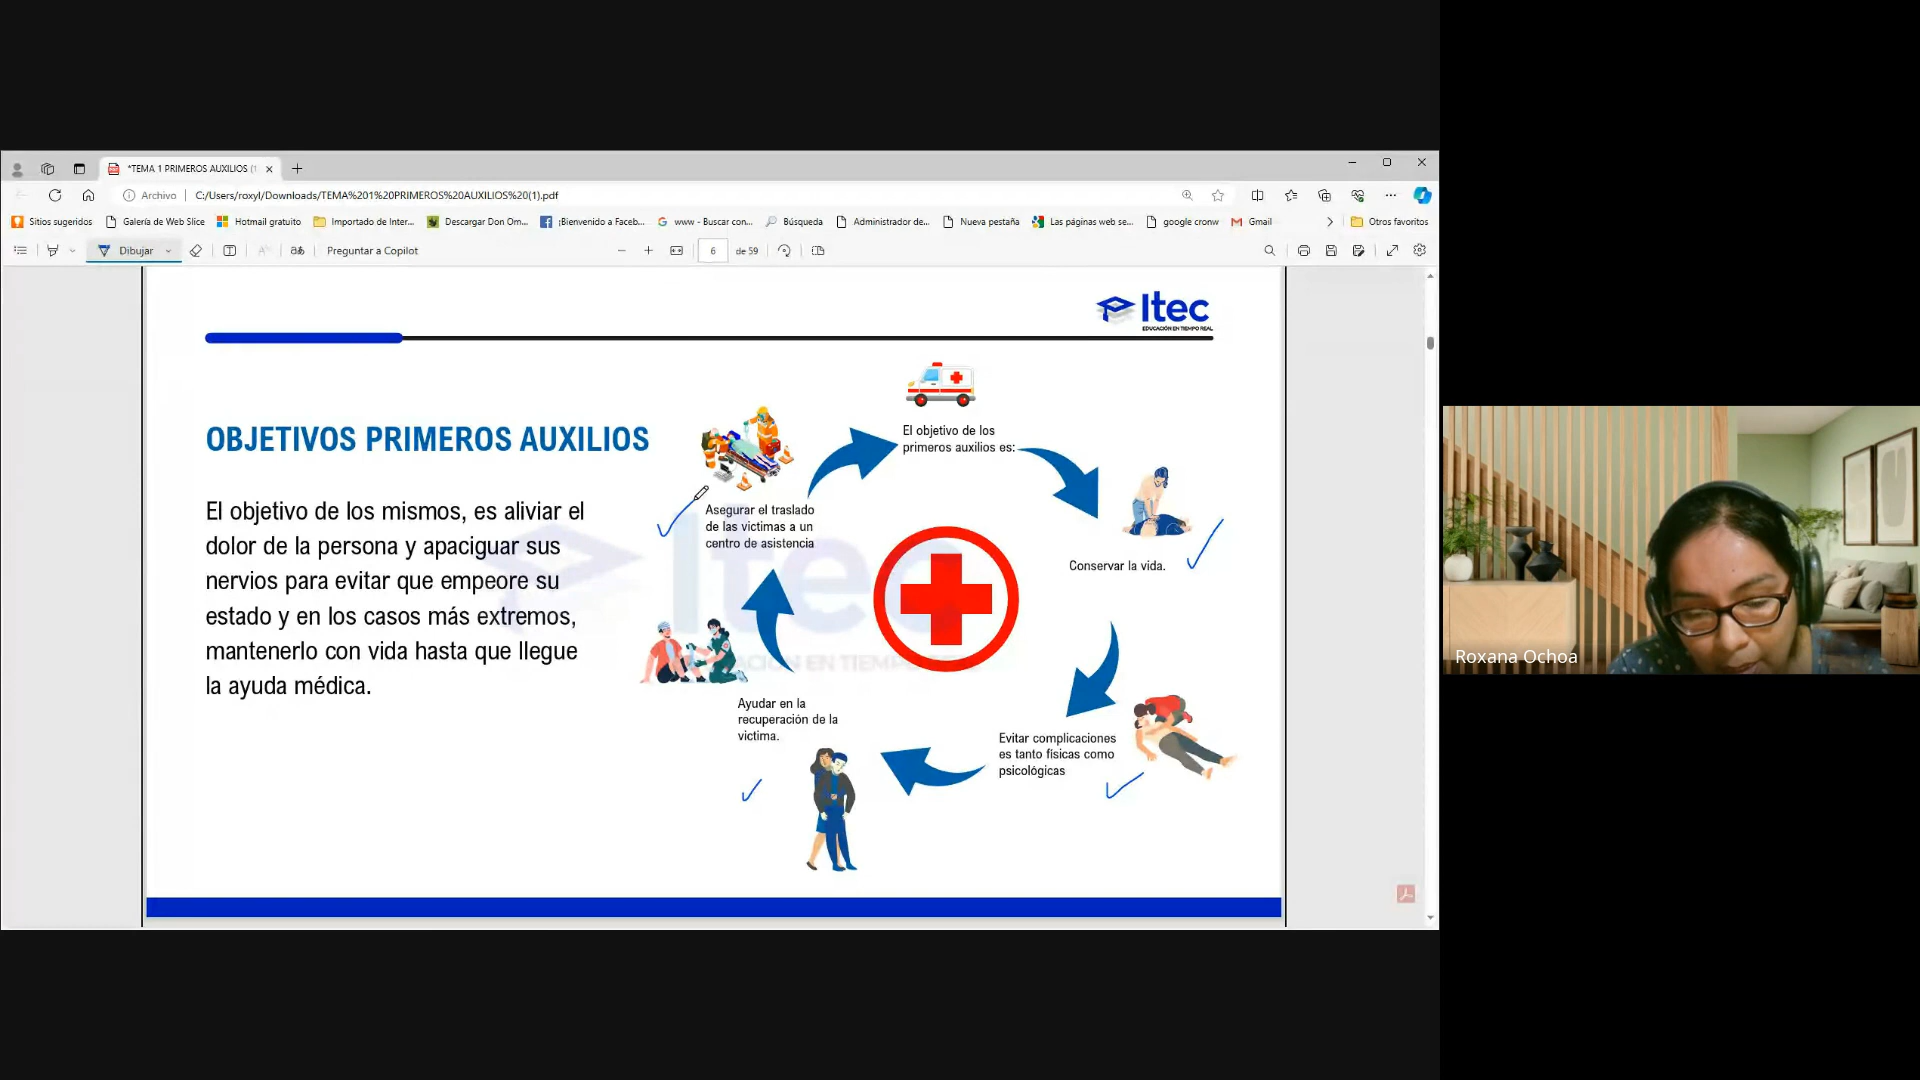 *TEMA 1 PRIMEROS AUXILIOS (1
Archivo
C:/Users/roxyl/Downloads/TEMA%201%20PRIMEROS%20AUXILIOS%20(1).pdf
Sitios sugeridos
Galería de Web Slice
Hotmail gratuito
Importado de Inter...
Descargar Don Om...
¡Bienvenido a Faceb...
www - Buscar con...
Búsqueda
Administrador de...
Nueva pestaña
Las páginas web se...
google cronw
Gmail
Otros favoritos
Dibujar
Preguntar a Copilot
6
de 59
Itec
EDUCACIÓN EN TIEMPO REAL
OBJETIVOS PRIMEROS AUXILIOS
El objetivo de los mismos, es aliviar el
dolor de la persona y apaciguar sus
nervios para evitar que empeore su
estado y en los casos más extremos,
mantenerlo con vida hasta que llegue
la ayuda médica.
El objetivo de los
primeros auxilios es:
Conservar la vida.
Evitar complicaciones
es tanto físicas como
psicológicas
Ayudar en la
recuperación de la
victima.
Asegurar el traslado
de las victimas a un
centro de asistencia
Roxana Ochoa